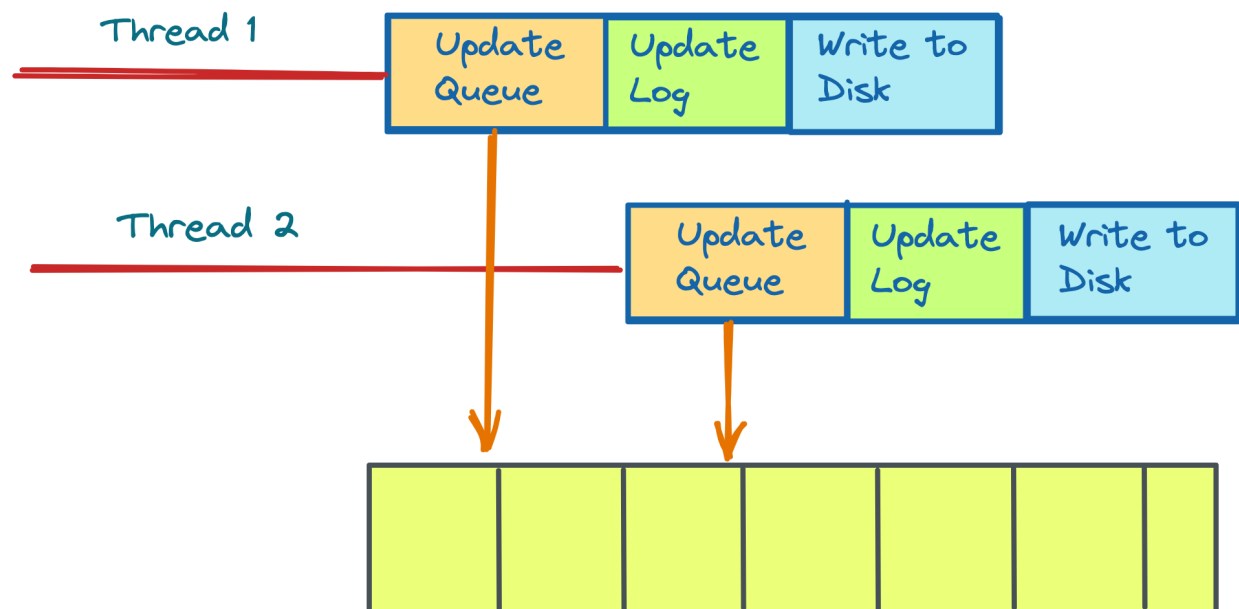 Thread 1
Update
Queue
Update
Log
Write to
Disk
Thread 2
Update
Queue
Update
Log
Write to
Disk